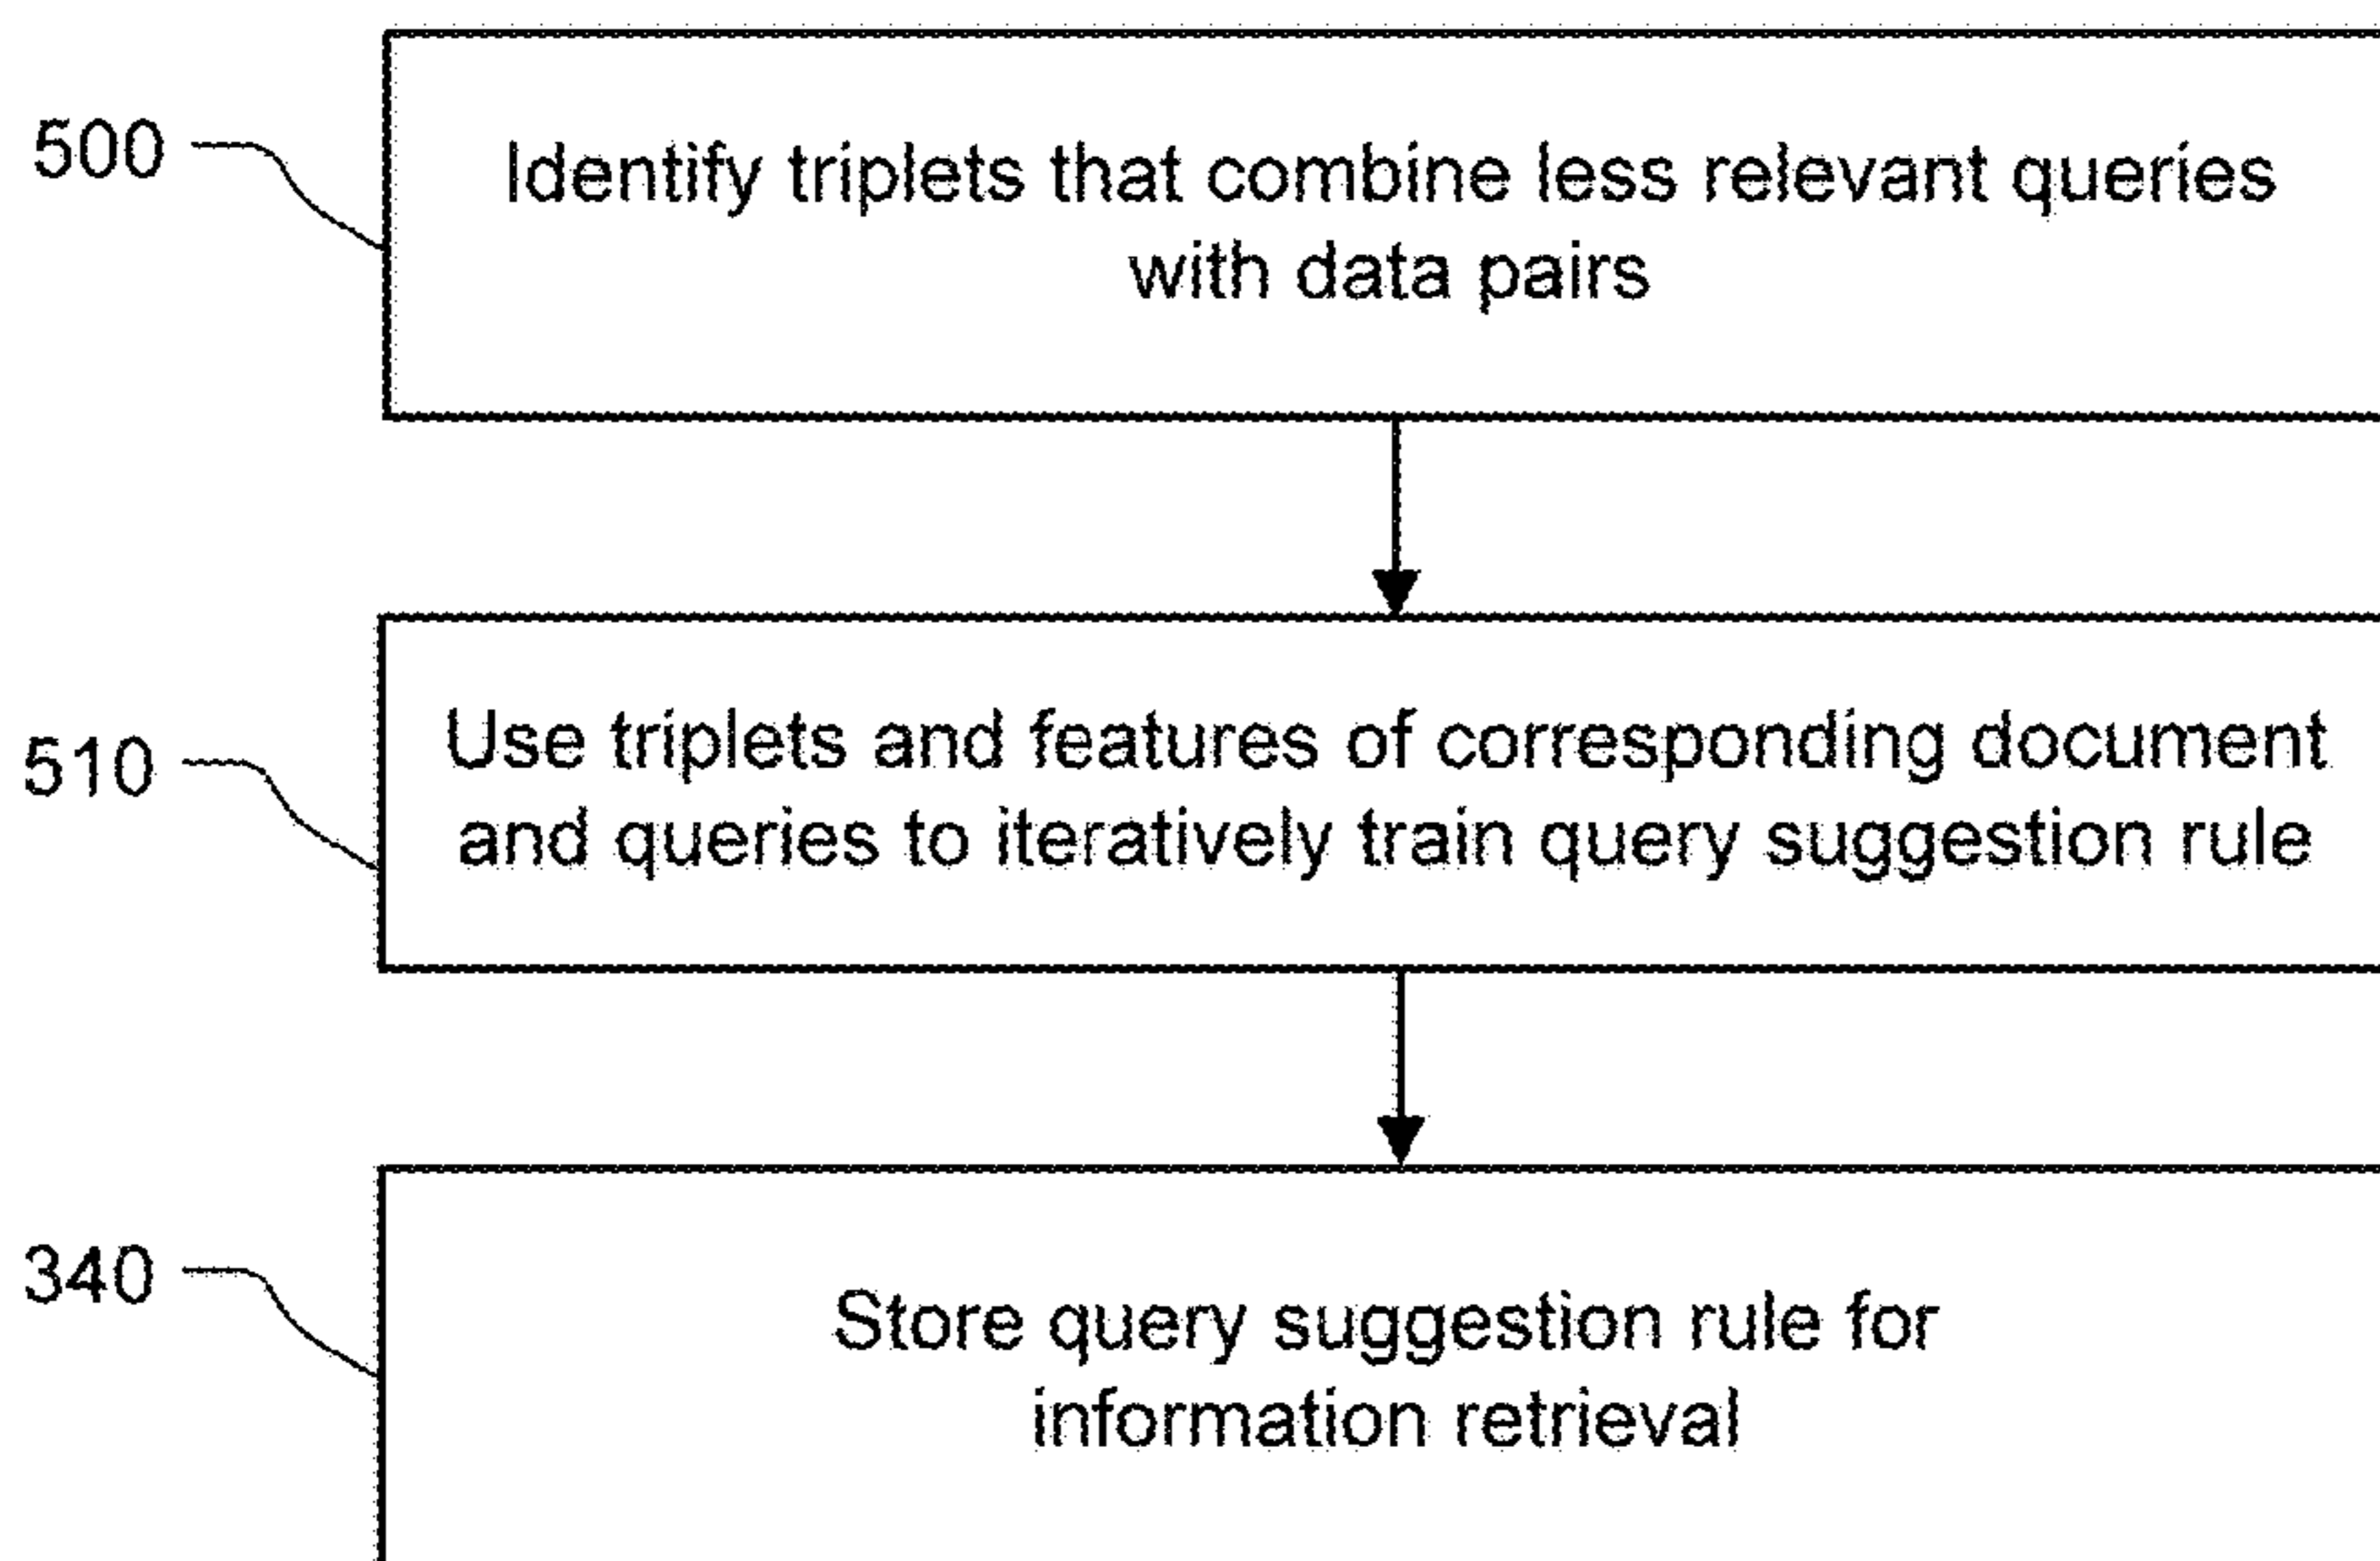 500
Identify triplets that combine less relevant queries
with data pairs
510
Use triplets and features of corresponding document
and queries to iteratively train query suggestion rule
340
Store query suggestion rule for
information retrieval